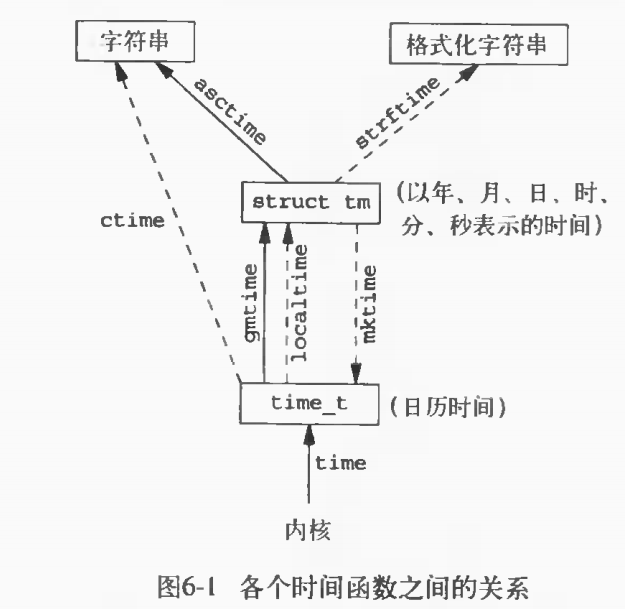 字符串
格式化字符串
asctime
strftime
struct tm
(以年、月、日、时、
分、秒表示的时间)
ctime
gmtime
localtime
mktime
time_t
(日历时间)
time
内核
图6-1 各个时间函数之间的关系